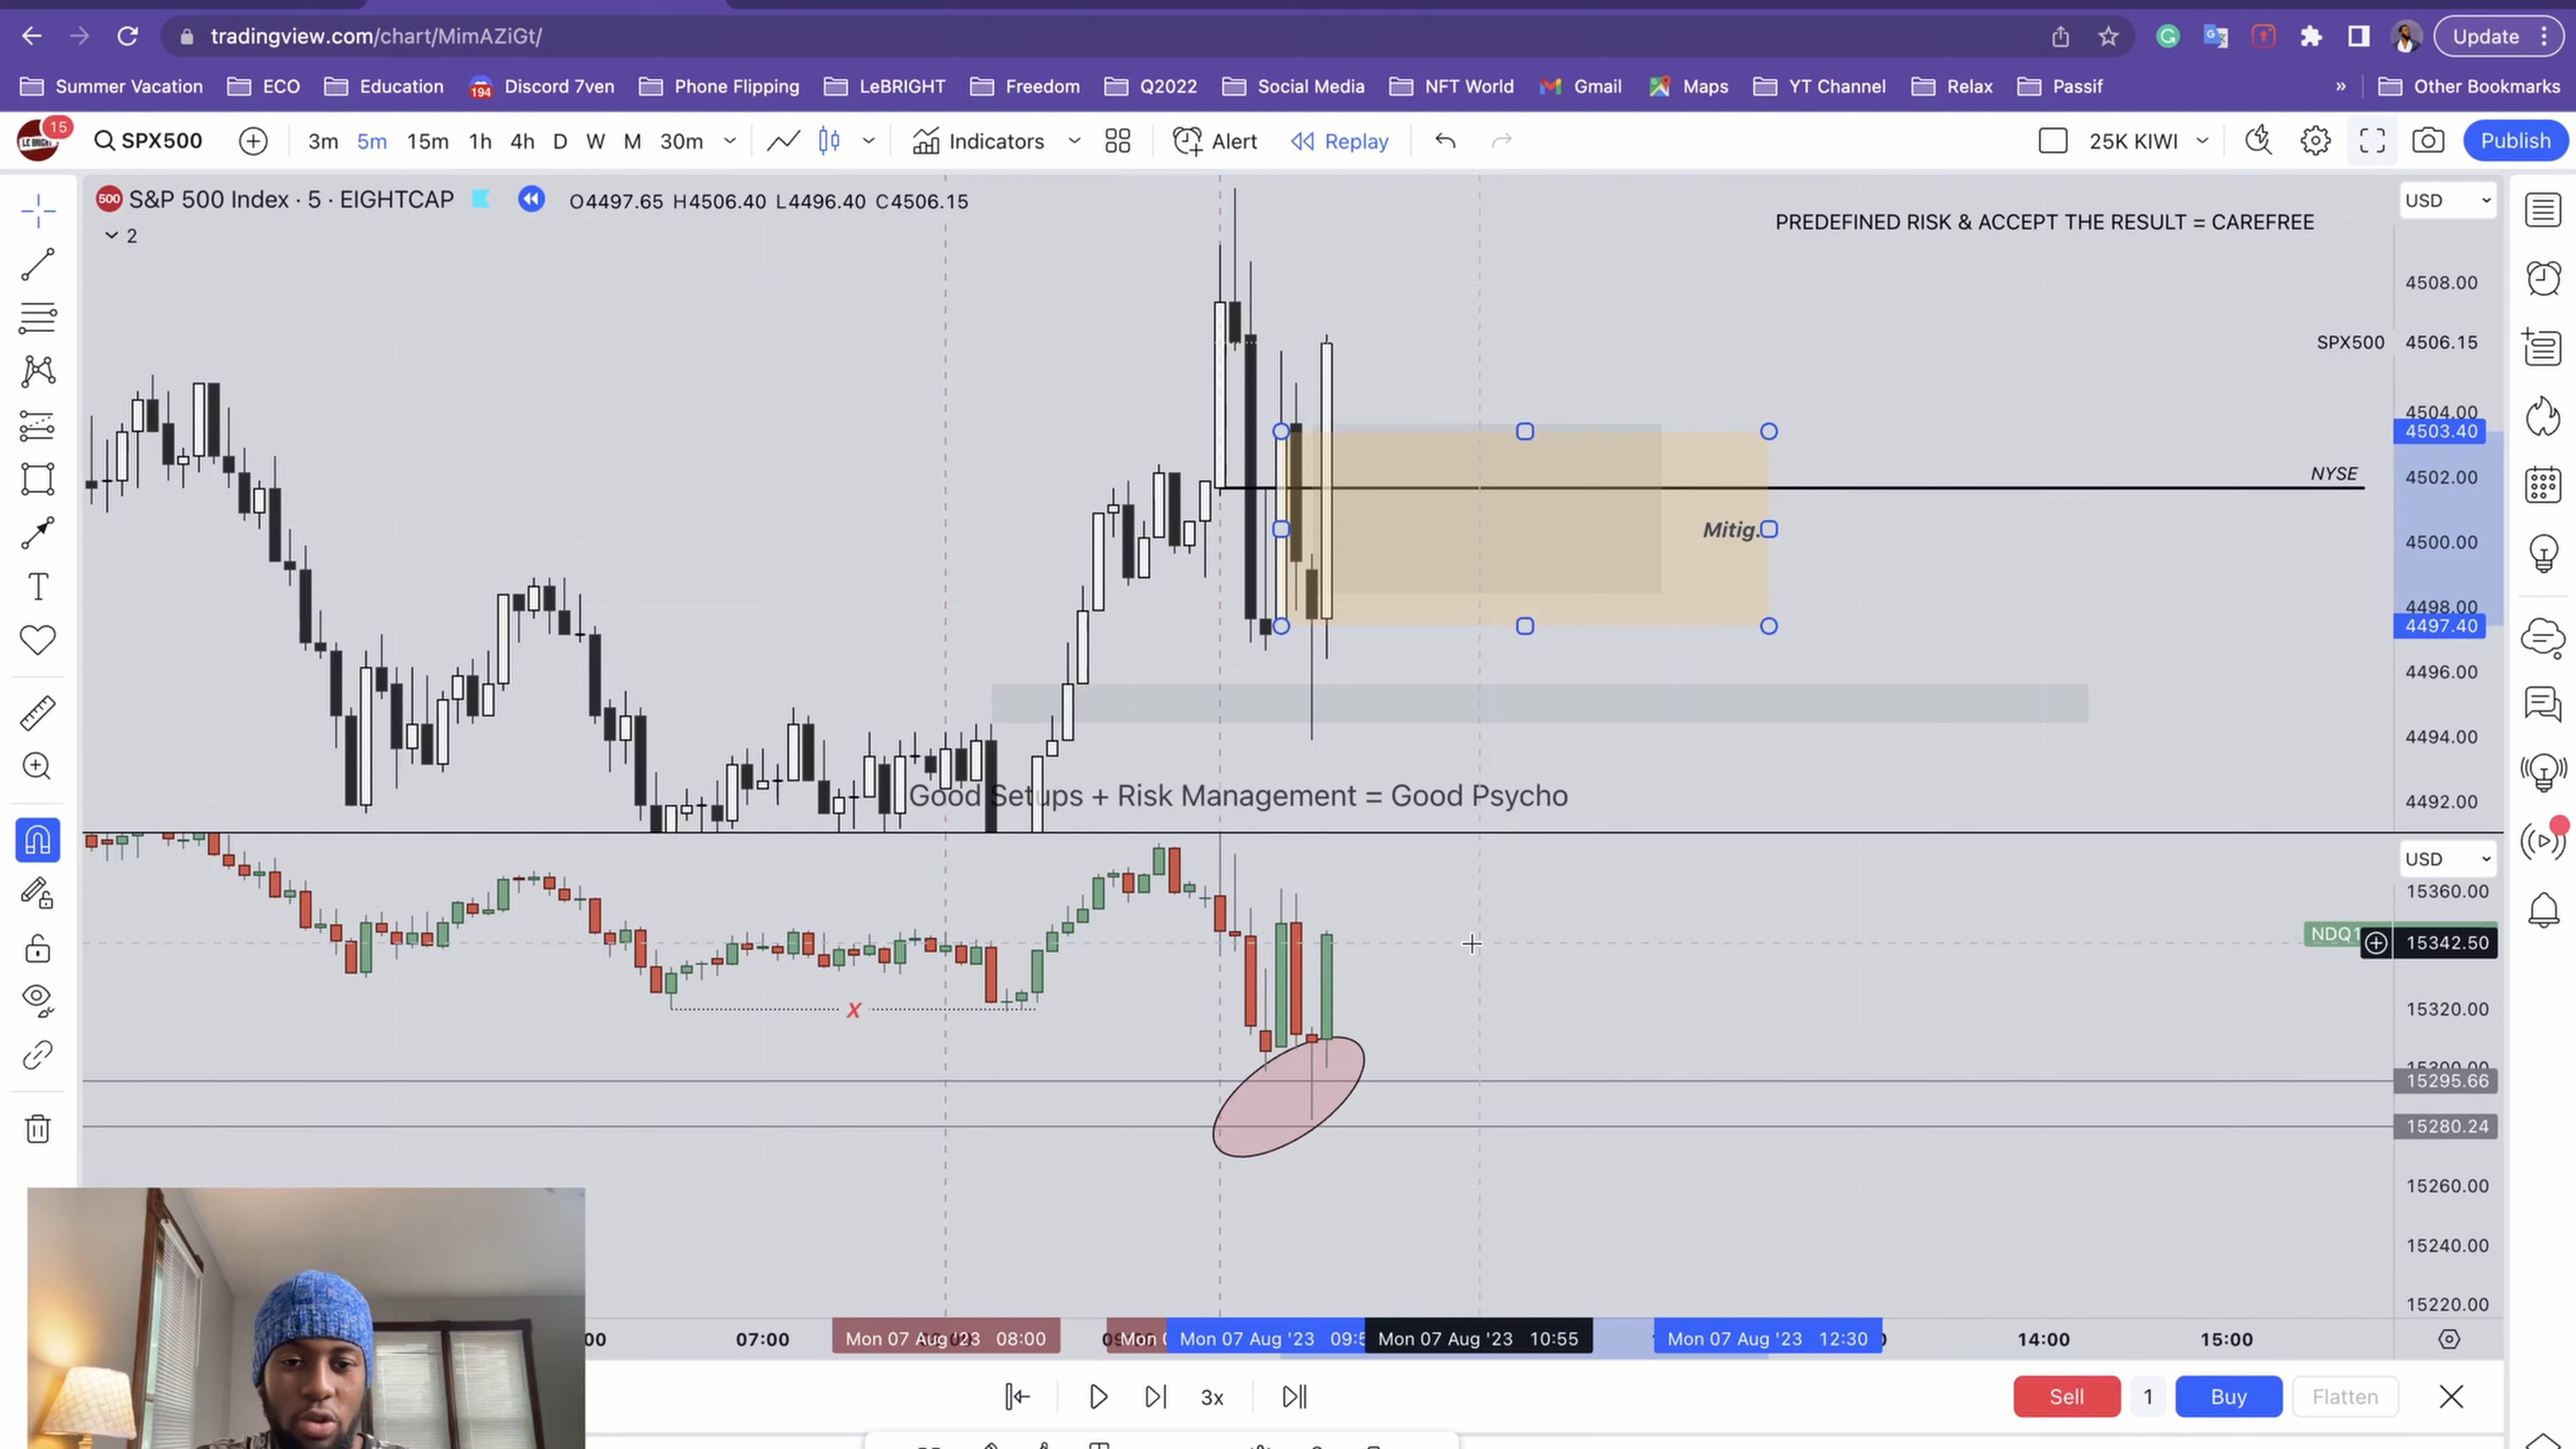 tradingview.com/chart/MimAZiGt/
Update
Summer Vacation
ECO
Education
194
Discord 7ven
Phone Flipping
LeBRIGHT
Freedom
Q2022
Social Media
NFT World
Gmail
Maps
YT Channel
Relax
Passif
»
Other Bookmarks
15
SPX500
3m
5m
15m
1h
4h
D
W
M
30m
Indicators
Alert
Replay
25K KIWI
Publish
500
S&P 500 Index · 5 · EIGHTCAP
O4497.65 H4506.40 L4496.40 C4506.15
2
PREDEFINED RISK & ACCEPT THE RESULT = CAREFREE
USD
4508.00
SPX500
4506.15
4504.00
4503.40
NYSE
4502.00
Mitig.
4500.00
4498.00
4497.40
4496.00
4494.00
Good Setups + Risk Management = Good Psycho
4492.00
USD
15360.00
NDQ1
15342.50
X
15320.00
15295.66
15280.24
15260.00
15240.00
15220.00
07:00
Mon 07 Aug '23 08:00
Mon
Mon 07 Aug '23
Mon 07 Aug '23 10:55
Mon 07 Aug '23 12:30
14:00
15:00
3x
Sell
1
Buy
Flatten